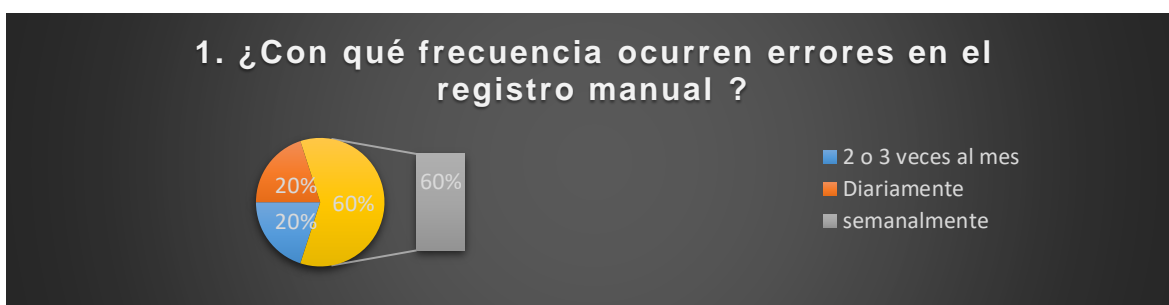 1. ¿Con qué frecuencia ocurren errores en el
registro manual ?
20%
60%
20%
60%
2 o 3 veces al mes
Diariamente
semanalmente